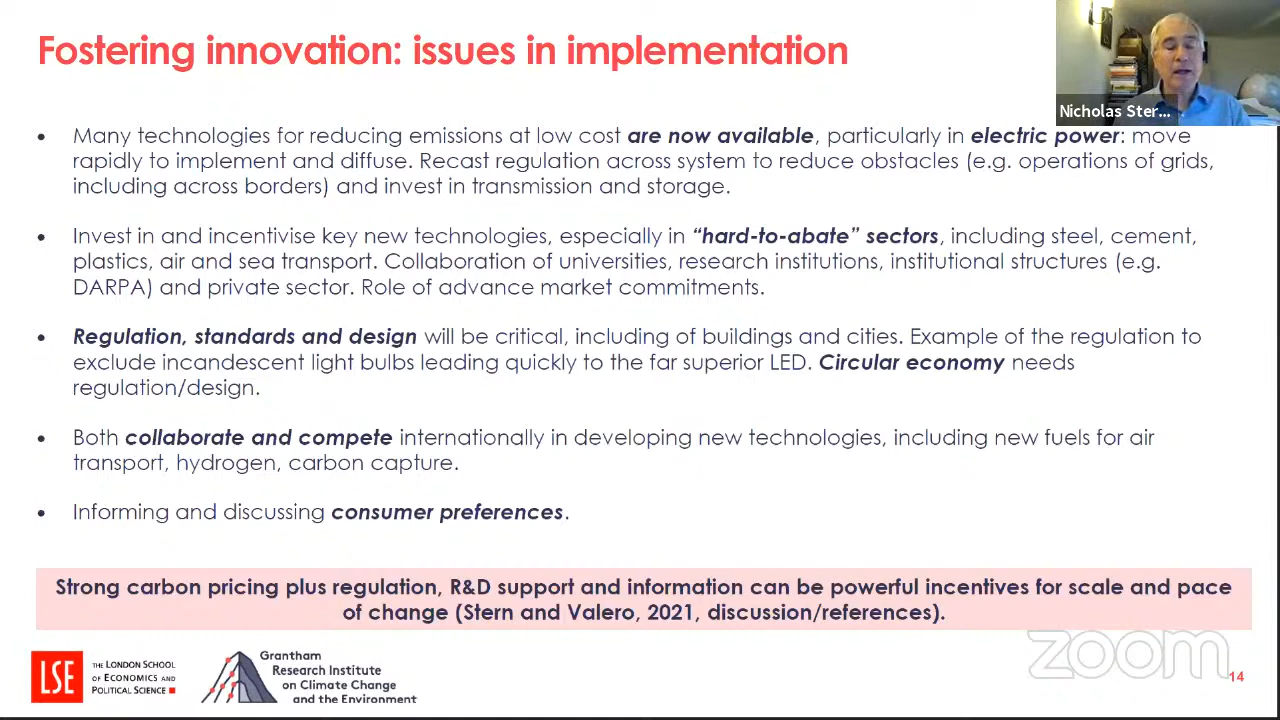 Fostering innovation: issues in implementation
Nicholas Ster...
• Many technologies for reducing emissions at low cost are now available, particularly in electric power: move
rapidly to implement and diffuse. Recast regulation across system to reduce obstacles (e.g. operations of grids,
including across borders) and invest in transmission and storage.
• Invest in and incentivise key new technologies, especially in “hard-to-abate” sectors, including steel, cement,
plastics, air and sea transport. Collaboration of universities, research institutions, institutional structures (e.g.
DARPA) and private sector. Role of advance market commitments.
• Regulation, standards and design will be critical, including of buildings and cities. Example of the regulation to
exclude incandescent light bulbs leading quickly to the far superior LED. Circular economy needs
regulation/design.
• Both collaborate and compete internationally in developing new technologies, including new fuels for air
transport, hydrogen, carbon capture.
• Informing and discussing consumer preferences.
Strong carbon pricing plus regulation, R&D support and information can be powerful incentives for scale and pace
of change (Stern and Valero, 2021, discussion/references).
LSE
THE LONDON SCHOOL
OF ECONOMICS AND
POLITICAL SCIENCE
Grantham
Research Institute
on Climate Change
and the Environment
zoom
14